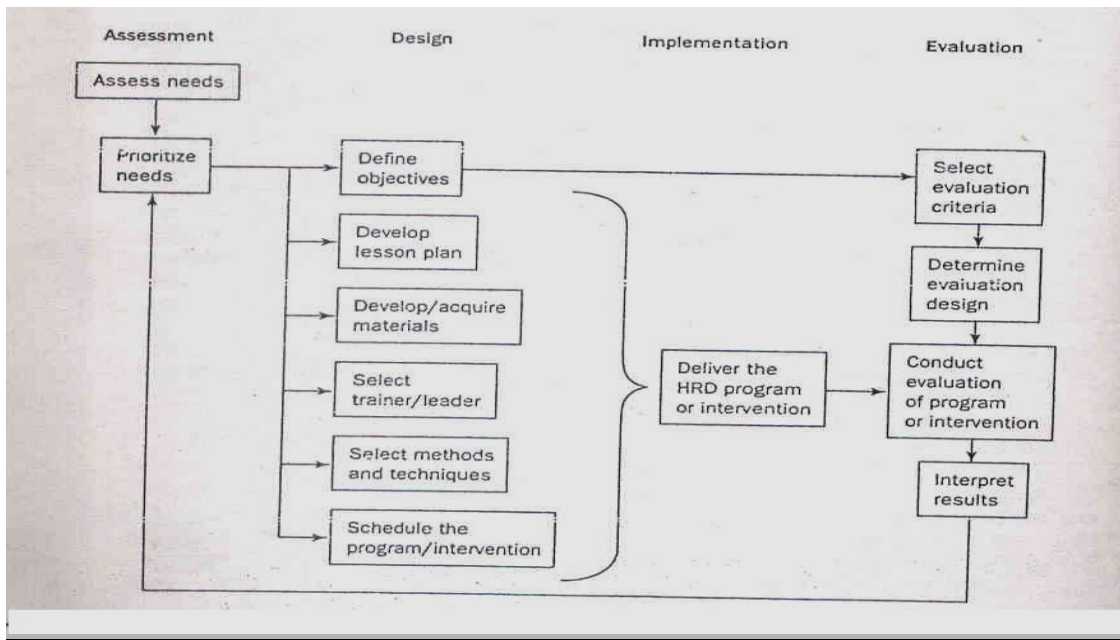 Assessment
Design
Implementation
Evaluation
Assess needs
Prioritize
needs
Define
objectives
Develop
lesson plan
Develop/acquire
materials
Select
trainer/leader
Select methods
and techniques
Schedule the
program/intervention
Deliver the
HRD program
or intervention
Select
evaluation
criteria
Determine
evaluation
design
Conduct
evaluation
of program
or intervention
Interpret
results